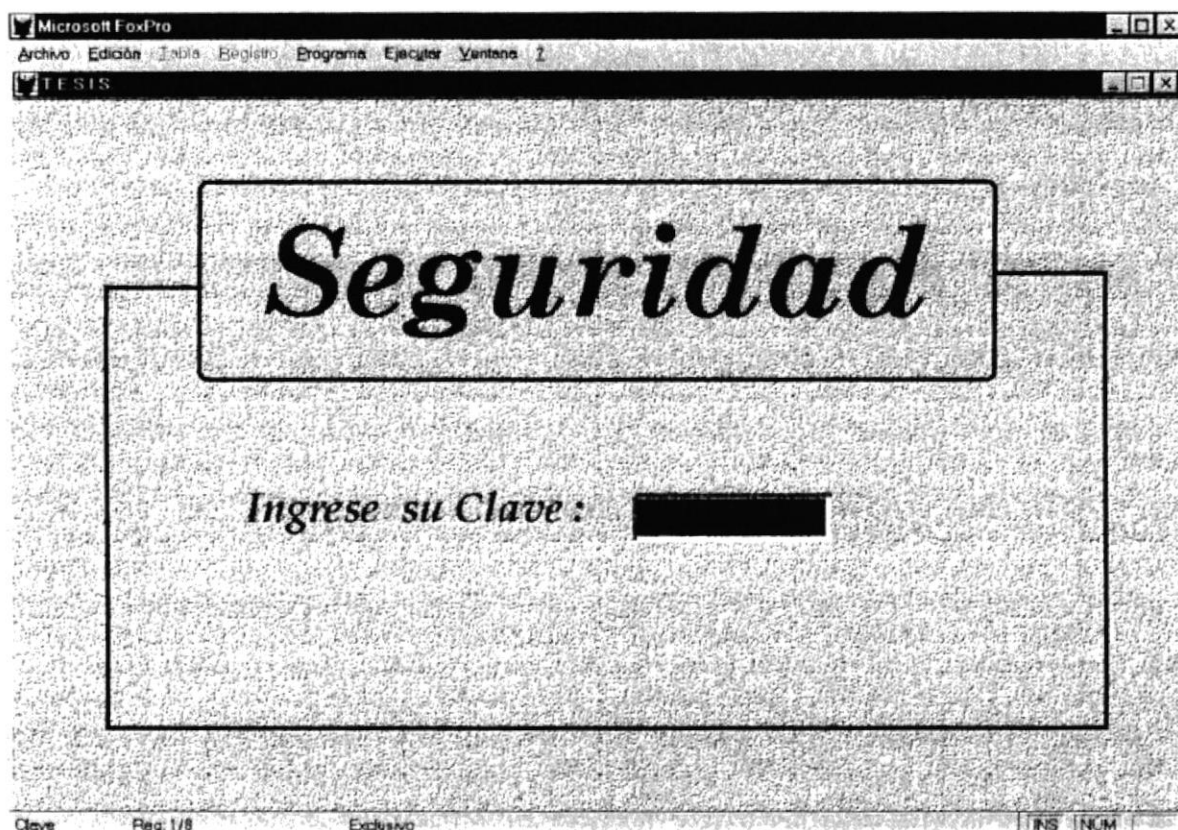 Microsoft FoxPro
Archivo Edición Tabla Registro Programa Ejecutar Ventana ?
T E S I S
Seguridad
Ingrese su Clave :
Clave Reg: 1/8 Exclusivo INS NUM